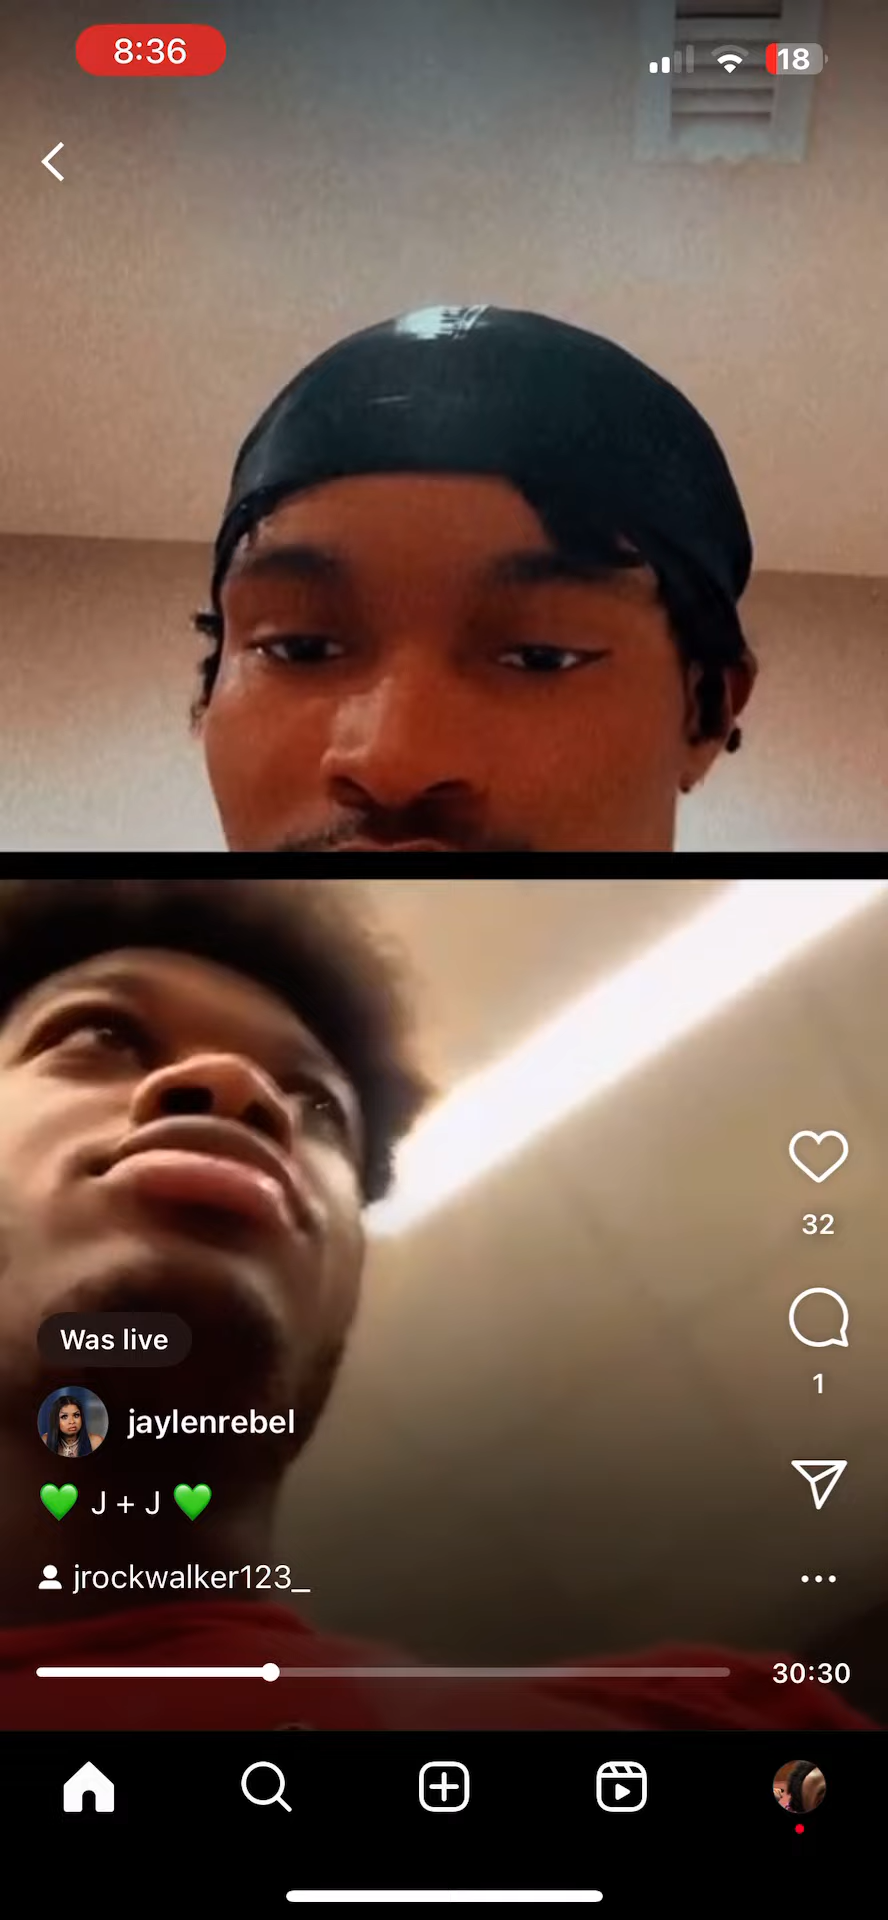 8:36
18
32
Was live
1
jaylenrebel
💚 J + J 💚
jrockwalker123_
30:30